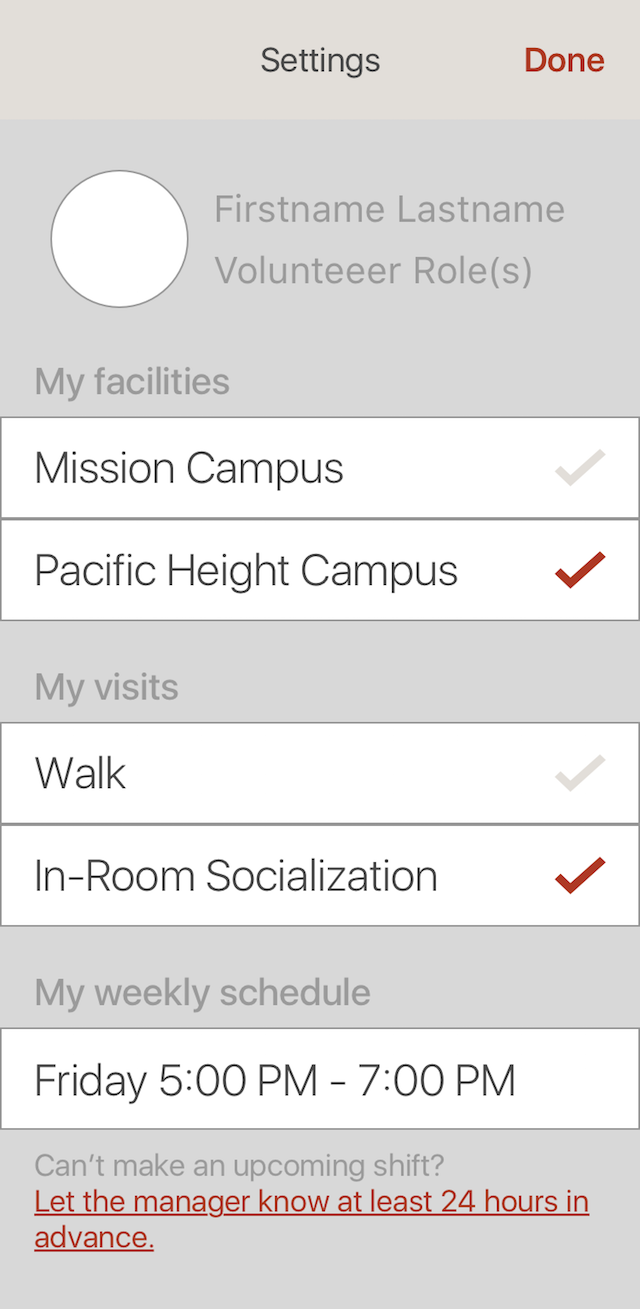 Settings
Done
Firstname Lastname
Volunteeer Role(s)
My facilities
Mission Campus
Pacific Height Campus
My visits
Walk
In-Room Socialization
My weekly schedule
Friday 5:00 PM - 7:00 PM
Can’t make an upcoming shift?
Let the manager know at least 24 hours in
advance.